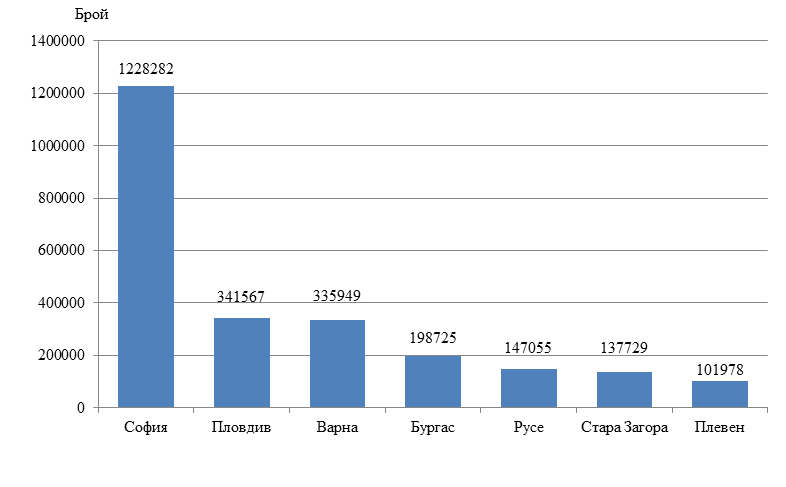 Брой
1400000
1200000
1000000
800000
600000
400000
200000
0
1228282
341567
335949
198725
147055
137729
101978
София
Пловдив
Варна
Бургас
Русе
Стара Загора
Плевен